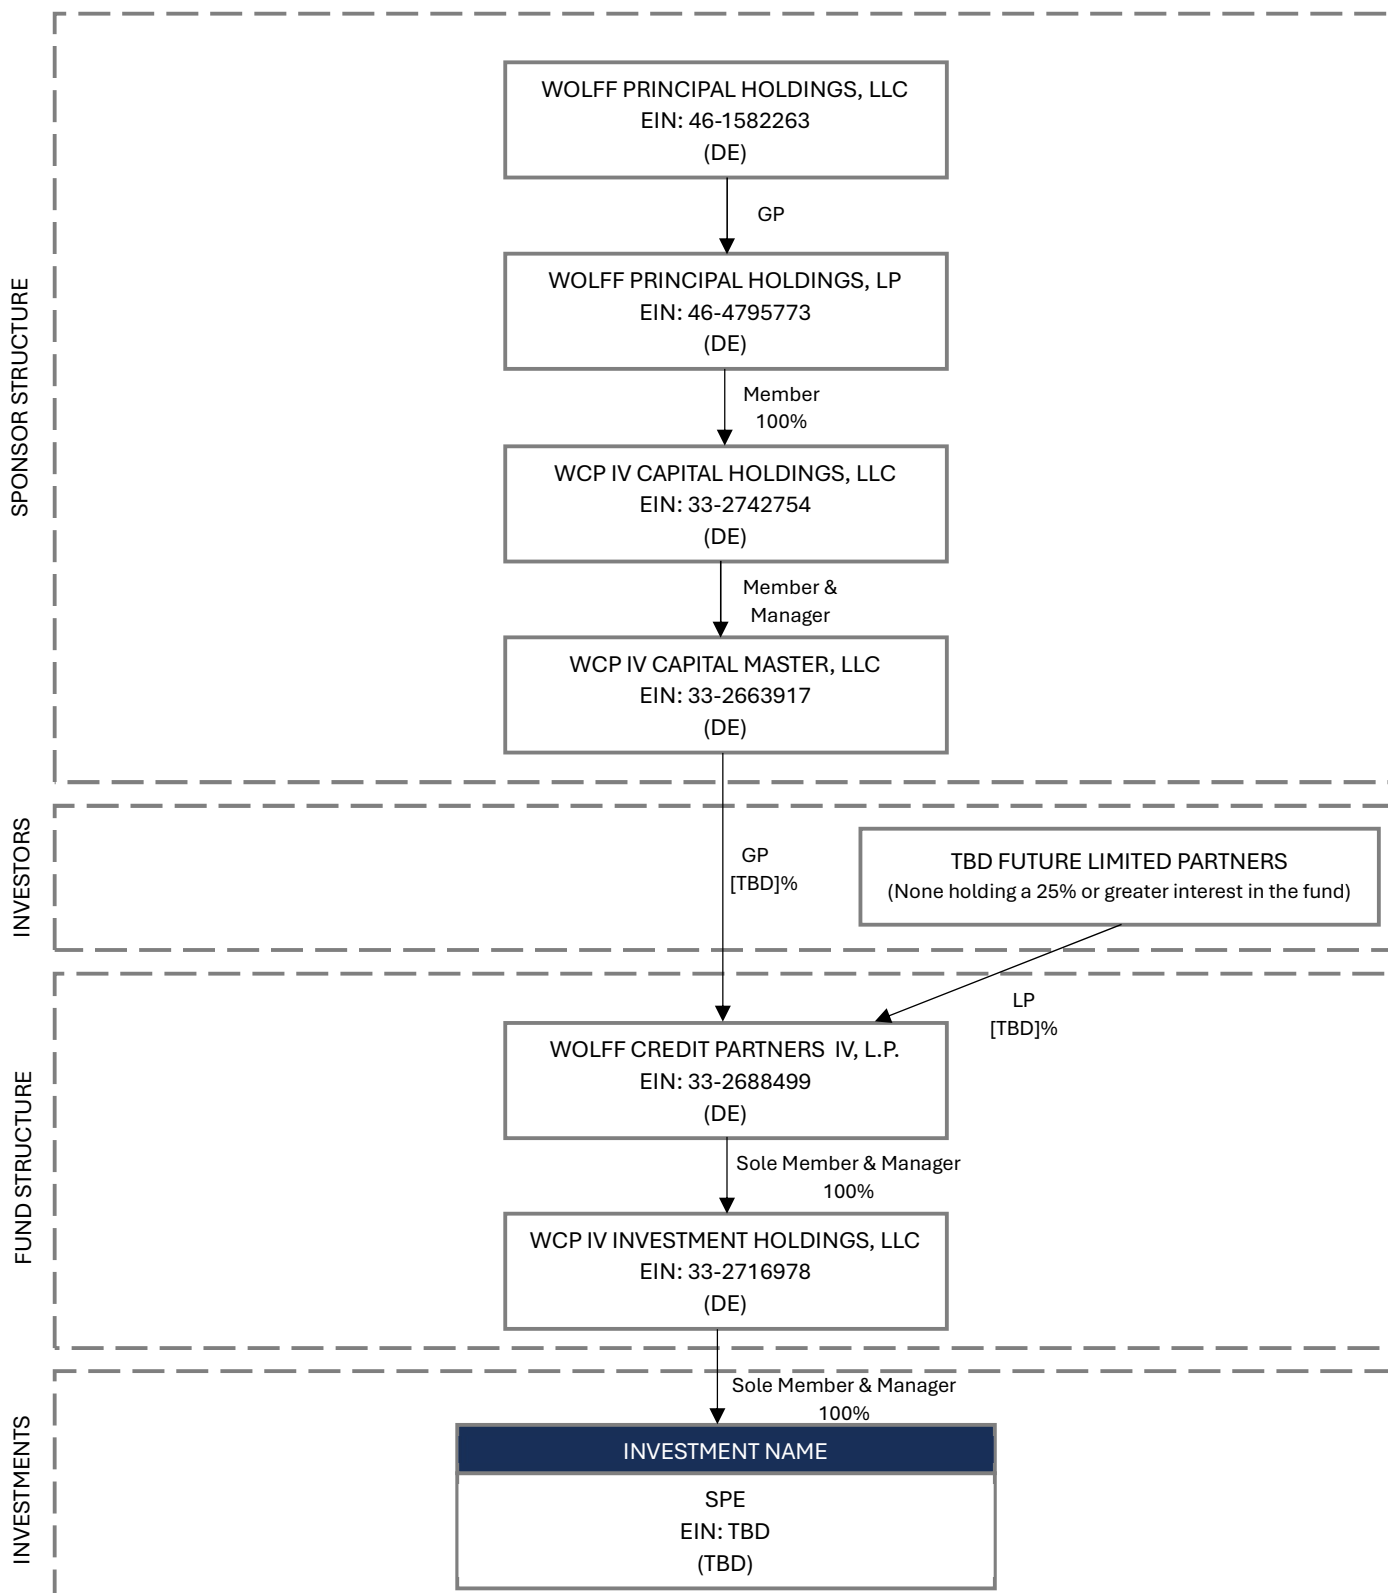 SPONSOR STRUCTURE
WOLFF PRINCIPAL HOLDINGS, LLC
EIN: 46-1582263
(DE)
GP
WOLFF PRINCIPAL HOLDINGS, LP
EIN: 46-4795773
(DE)
Member
100%
WCP IV CAPITAL HOLDINGS, LLC
EIN: 33-2742754
(DE)
Member &
Manager
WCP IV CAPITAL MASTER, LLC
EIN: 33-2663917
(DE)
INVESTORS
GP
[TBD]%
TBD FUTURE LIMITED PARTNERS
(None holding a 25% or greater interest in the fund)
FUND STRUCTURE
LP
[TBD]%
WOLFF CREDIT PARTNERS IV, L.P.
EIN: 33-2688499
(DE)
Sole Member & Manager
100%
WCP IV INVESTMENT HOLDINGS, LLC
EIN: 33-2716978
(DE)
INVESTMENTS
Sole Member & Manager
100%
INVESTMENT NAME
SPE
EIN: TBD
(TBD)